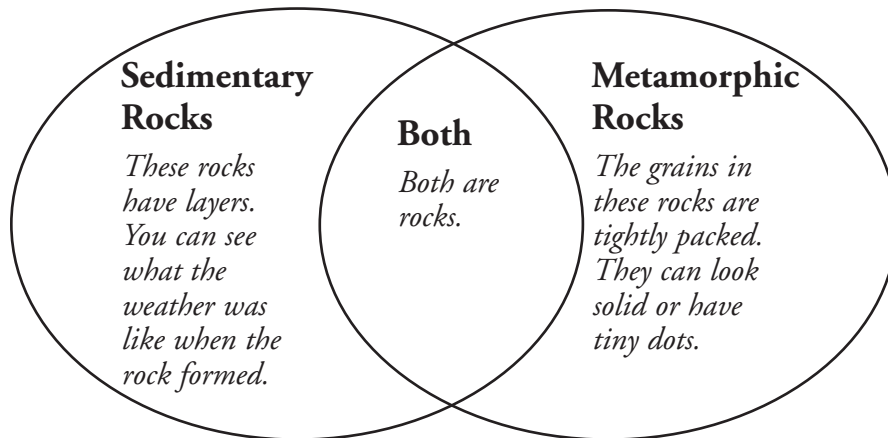 Sedimentary
Rocks
These rocks
have layers.
You can see
what the
weather was
like when the
rock formed.
Both
Both are
rocks.
Metamorphic
Rocks
The grains in
these rocks are
tightly packed.
They can look
solid or have
tiny dots.